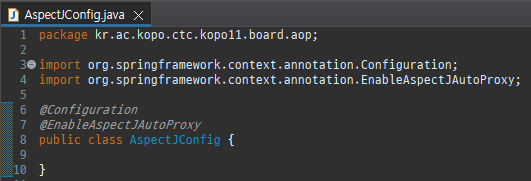 AspectJConfig.java
1 package kr.ac.kopo.ctc.kopo11.board.aop;
2
3 import org.springframework.context.annotation.Configuration;
4 import org.springframework.context.annotation.EnableAspectJAutoProxy;
5
6 @Configuration
7 @EnableAspectJAutoProxy
8 public class AspectJConfig {
9
10 }